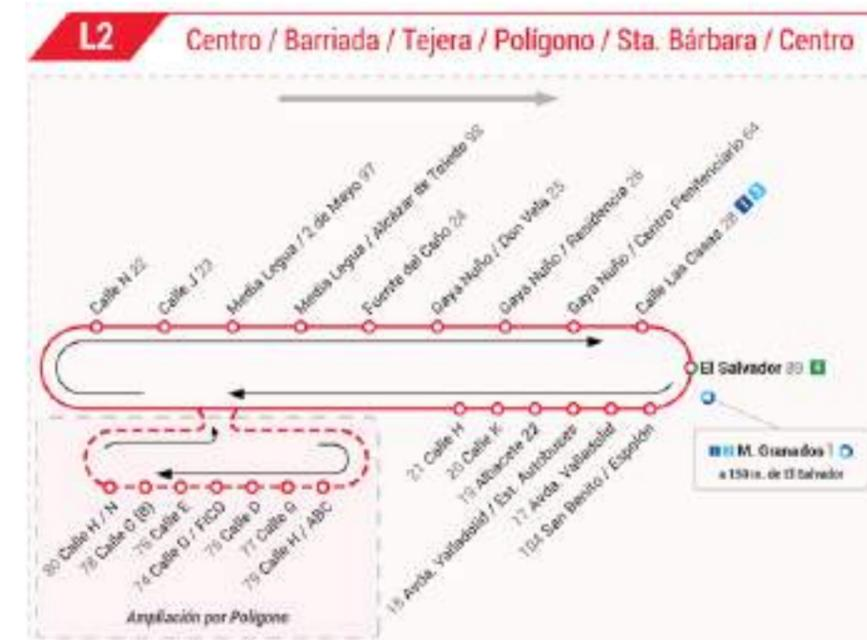 L2 Centro / Barriada / Tejera / Polígono / Sta. Bárbara / Centro
Calle N 22
Calle J 23
Media Legua / 2 de Mayo 97
Media Legua / Alcázar de Toledo 98
Fuente del Caño 24
Gaya Nuño / Don Vela 25
Gaya Nuño / Residencia 26
Gaya Nuño / Centro Penitenciario 64
Calle Las Casas 28
El Salvador 89 4
M. Granados 1
a 150 m. de El Salvador
21 Calle H
20 Calle K
19 Albacete 22
18 Avda. Valladolid / Est. Autobuses
17 Avda. Valladolid
104 San Benito / Espolón
80 Calle H / N
78 Calle C (B)
75 Calle E
74 Calle G / FICO
Calle D
77 Calle G
79 Calle H / ABC
Ampliación por Polígono